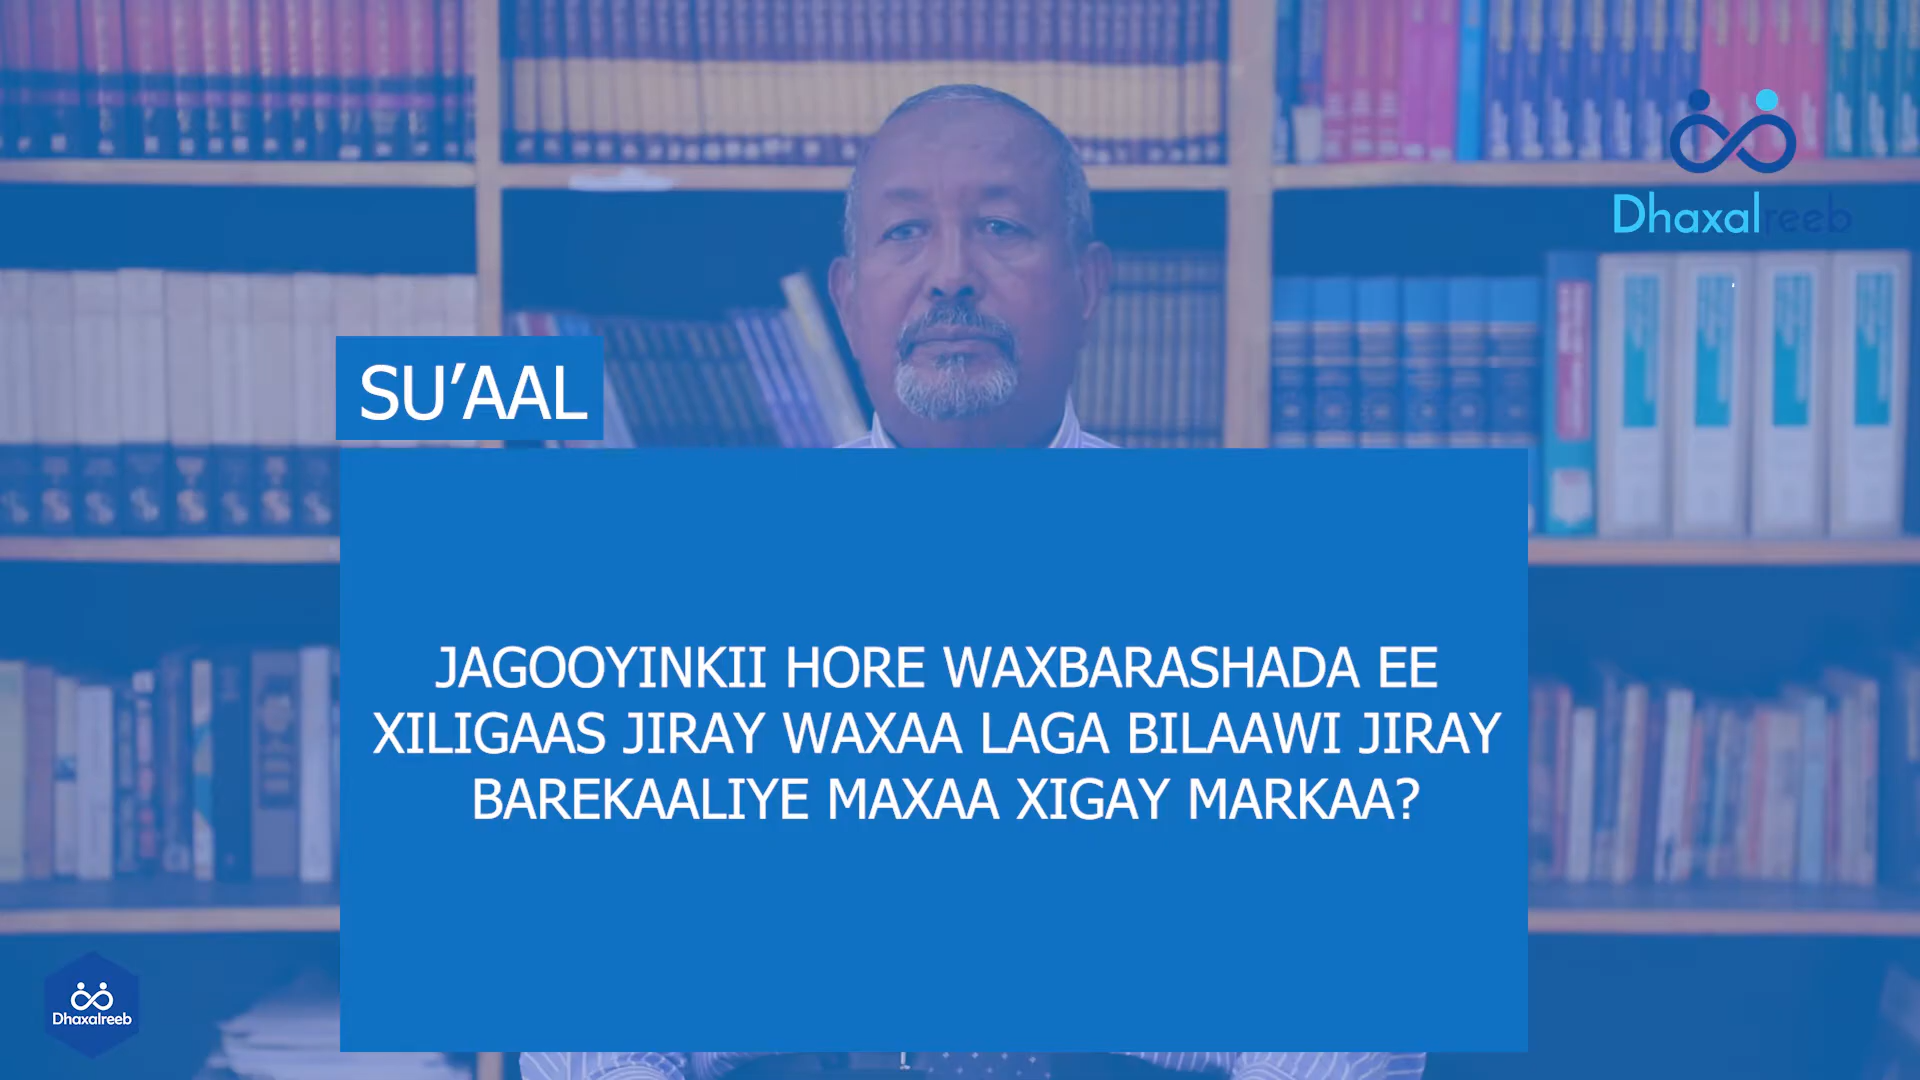 Dhaxalreeb
SU’AAL
JAGOOYINKII HORE WAXBARASHADA EE
XILIGAAS JIRAY WAXAA LAGA BILAAWI JIRAY
BAREKAALIYE MAXAA XIGAY MARKAA?
Dhaxalreeb